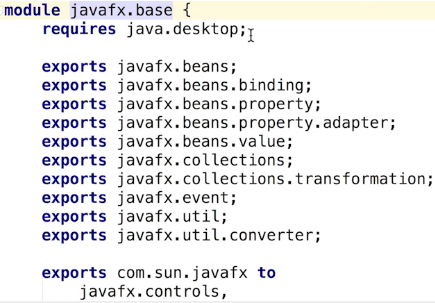 module javafx.base {
requires java.desktop;
exports javafx.beans;
exports javafx.beans.binding;
exports javafx.beans.property;
exports javafx.beans.property.adapter;
exports javafx.beans.value;
exports javafx.collections;
exports javafx.collections.transformation;
exports javafx.event;
exports javafx.util;
exports javafx.util.converter;
exports com.sun.javafx to
javafx.controls,